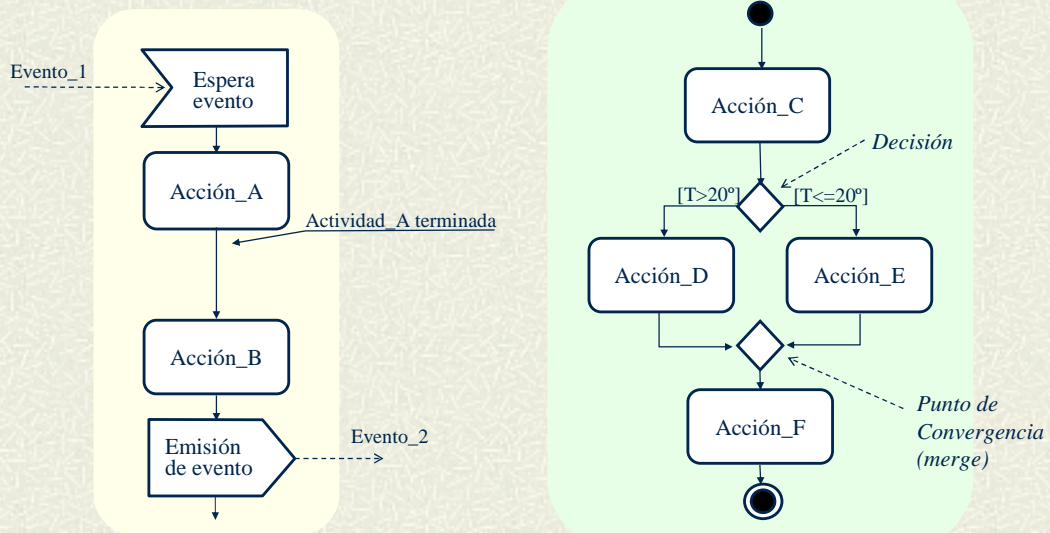 Evento_1
Espera
evento
Acción_A
Actividad_A terminada
Acción_B
Emisión
de evento
Evento_2
Acción_C
Decisión
[T>20º]
[T<=20º]
Acción_D
Acción_E
Acción_F
Punto de
Convergencia
(merge)